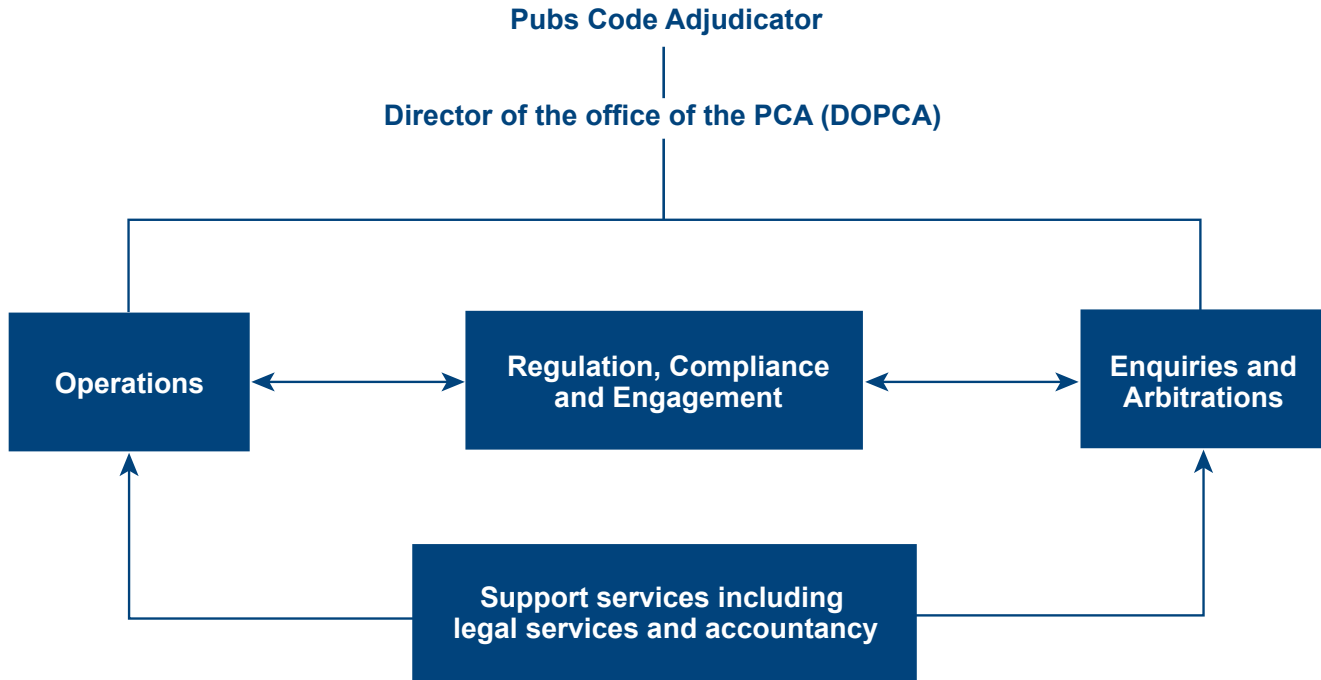 Pubs Code Adjudicator
Director of the office of the PCA (DOPCA)
Operations
Regulation, Compliance
and Engagement
Enquiries and
Arbitrations
Support services including
legal services and accountancy